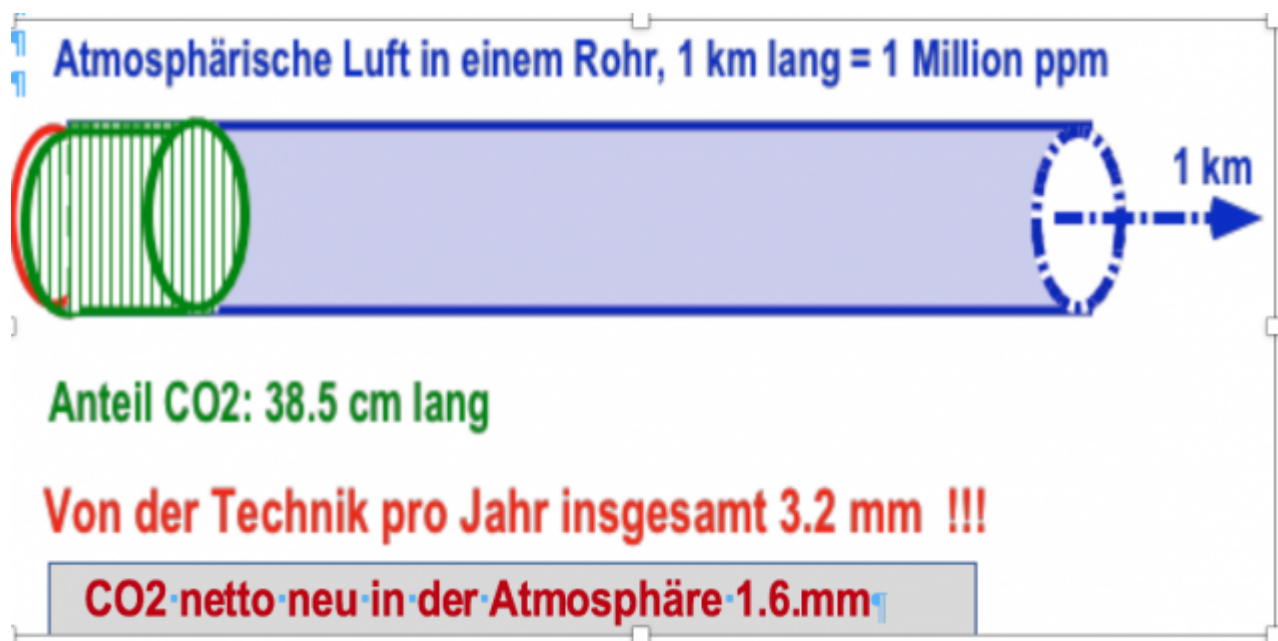 Atmosphärische Luft in einem Rohr, 1 km lang = 1 Million ppm
1 km
Anteil CO2: 38.5 cm lang
Von der Technik pro Jahr insgesamt 3.2 mm !!!
CO2·netto·neu·in·der·Atmosphäre·1.6.mm¶